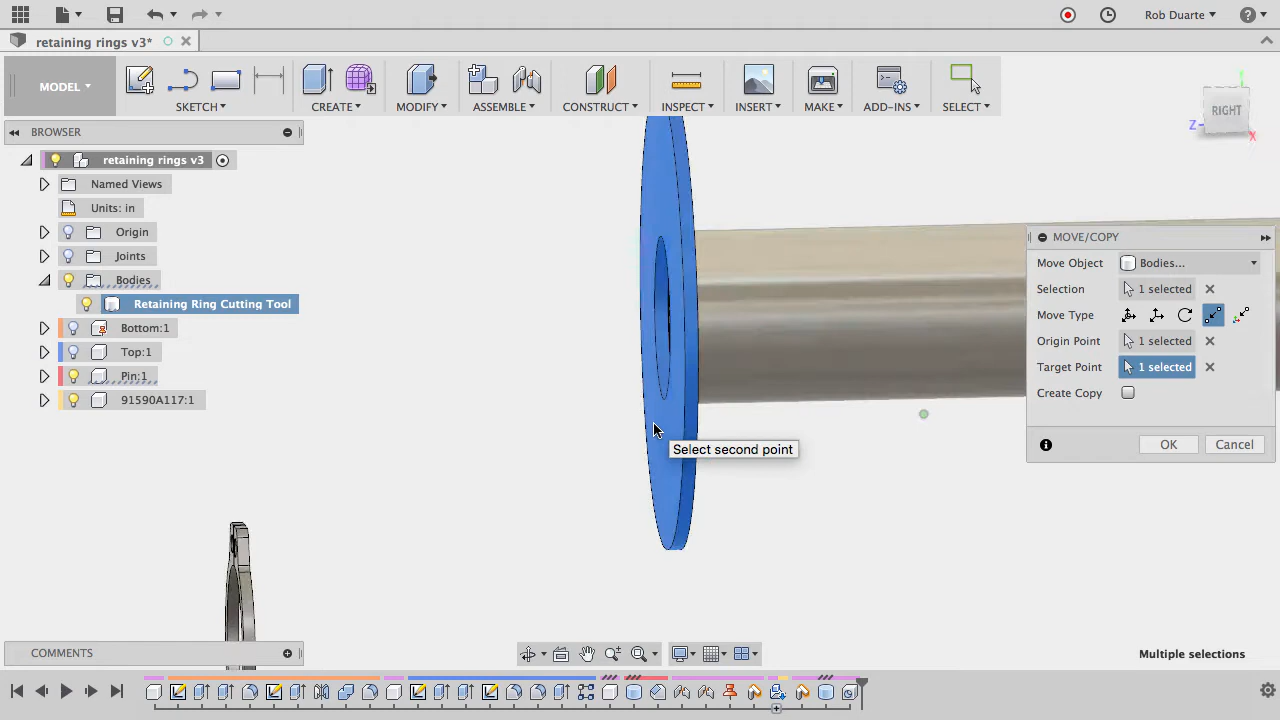 Rob Duarte
retaining rings v3*
MODEL
SKETCH
CREATE
MODIFY
ASSEMBLE
CONSTRUCT
INSPECT
INSERT
MAKE
ADD-INS
SELECT
RIGHT
Z
X
BROWSER
retaining rings v3
Named Views
Units: in
Origin
Joints
Bodies
Retaining Ring Cutting Tool
Bottom:1
Top:1
Pin:1
91590A117:1
MOVE/COPY
Move Object
Bodies...
Selection
1 selected
Move Type
Origin Point
1 selected
Target Point
1 selected
Create Copy
OK
Cancel
Select second point
COMMENTS
Multiple selections